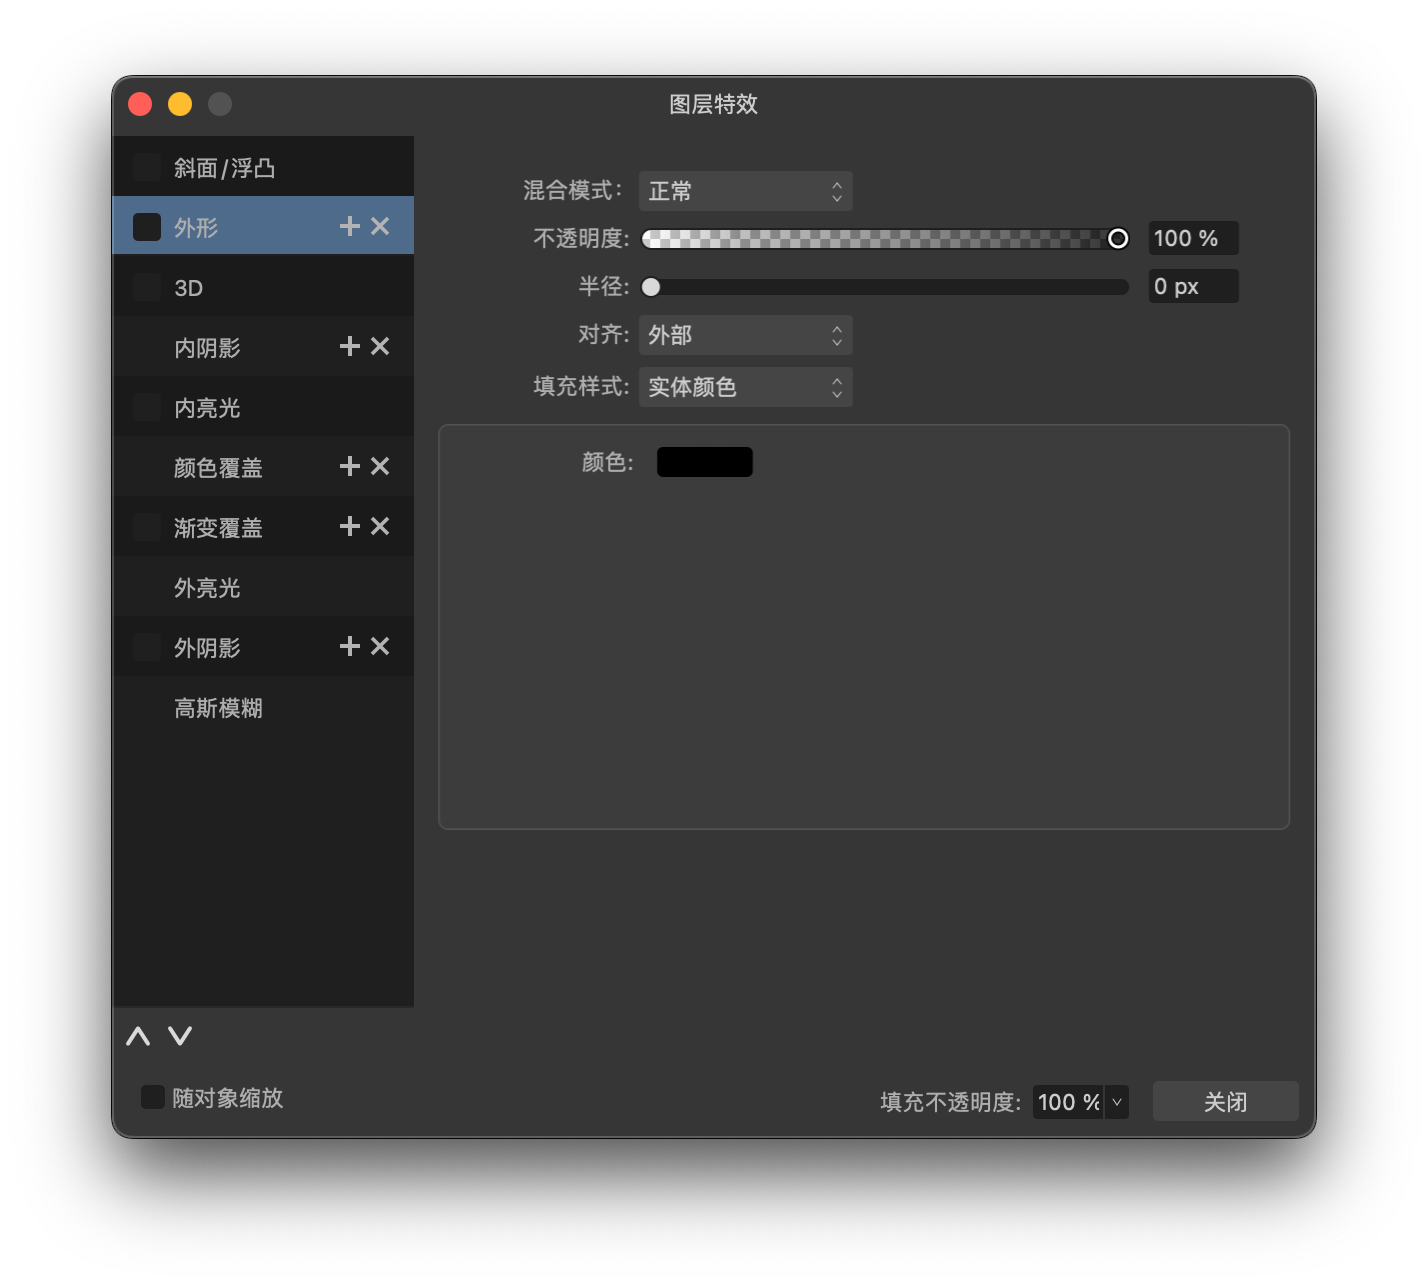 图层特效
斜面/浮凸
外形
3D
内阴影
内亮光
颜色覆盖
渐变覆盖
外亮光
外阴影
高斯模糊
混合模式: 正常
不透明度: 100 %
半径: 0 px
对齐: 外部
填充样式: 实体颜色
颜色:
随对象缩放
填充不透明度: 100 %
关闭